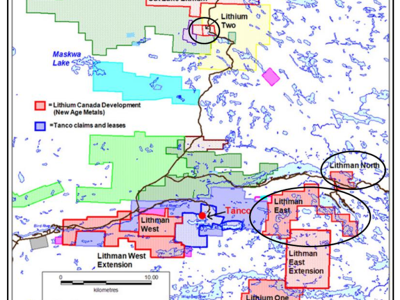 Lithium
Two
Maskwa
Lake
= Lithium Canada Development
(New Age Metals)
= Tanco claims and leases
Lithman North
Lithman
East
Tanco
Lithman
West
Lithman West
Extension
Lithman
East
Extension
0.00
10.00
kilometres
Lithium One